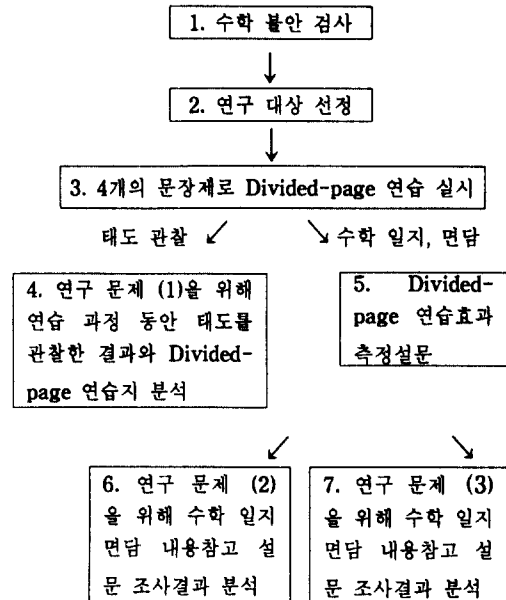 1. 수학 불안 검사
2. 연구 대상 선정
3. 4개의 문장제로 Divided-page 연습 실시
태도 관찰 ↙ ↘ 수학 일지, 면담
4. 연구 문제 (1)을 위해
연습 과정 동안 태도를
관찰한 결과와 Divided-
page 연습지 분석
5. Divided-
page 연습효과
측정설문
6. 연구 문제 (2)
을 위해 수학 일지
면담 내용참고 설
문 조사결과 분석
7. 연구 문제 (3)
을 위해 수학 일지
면담 내용참고 설
문 조사결과 분석